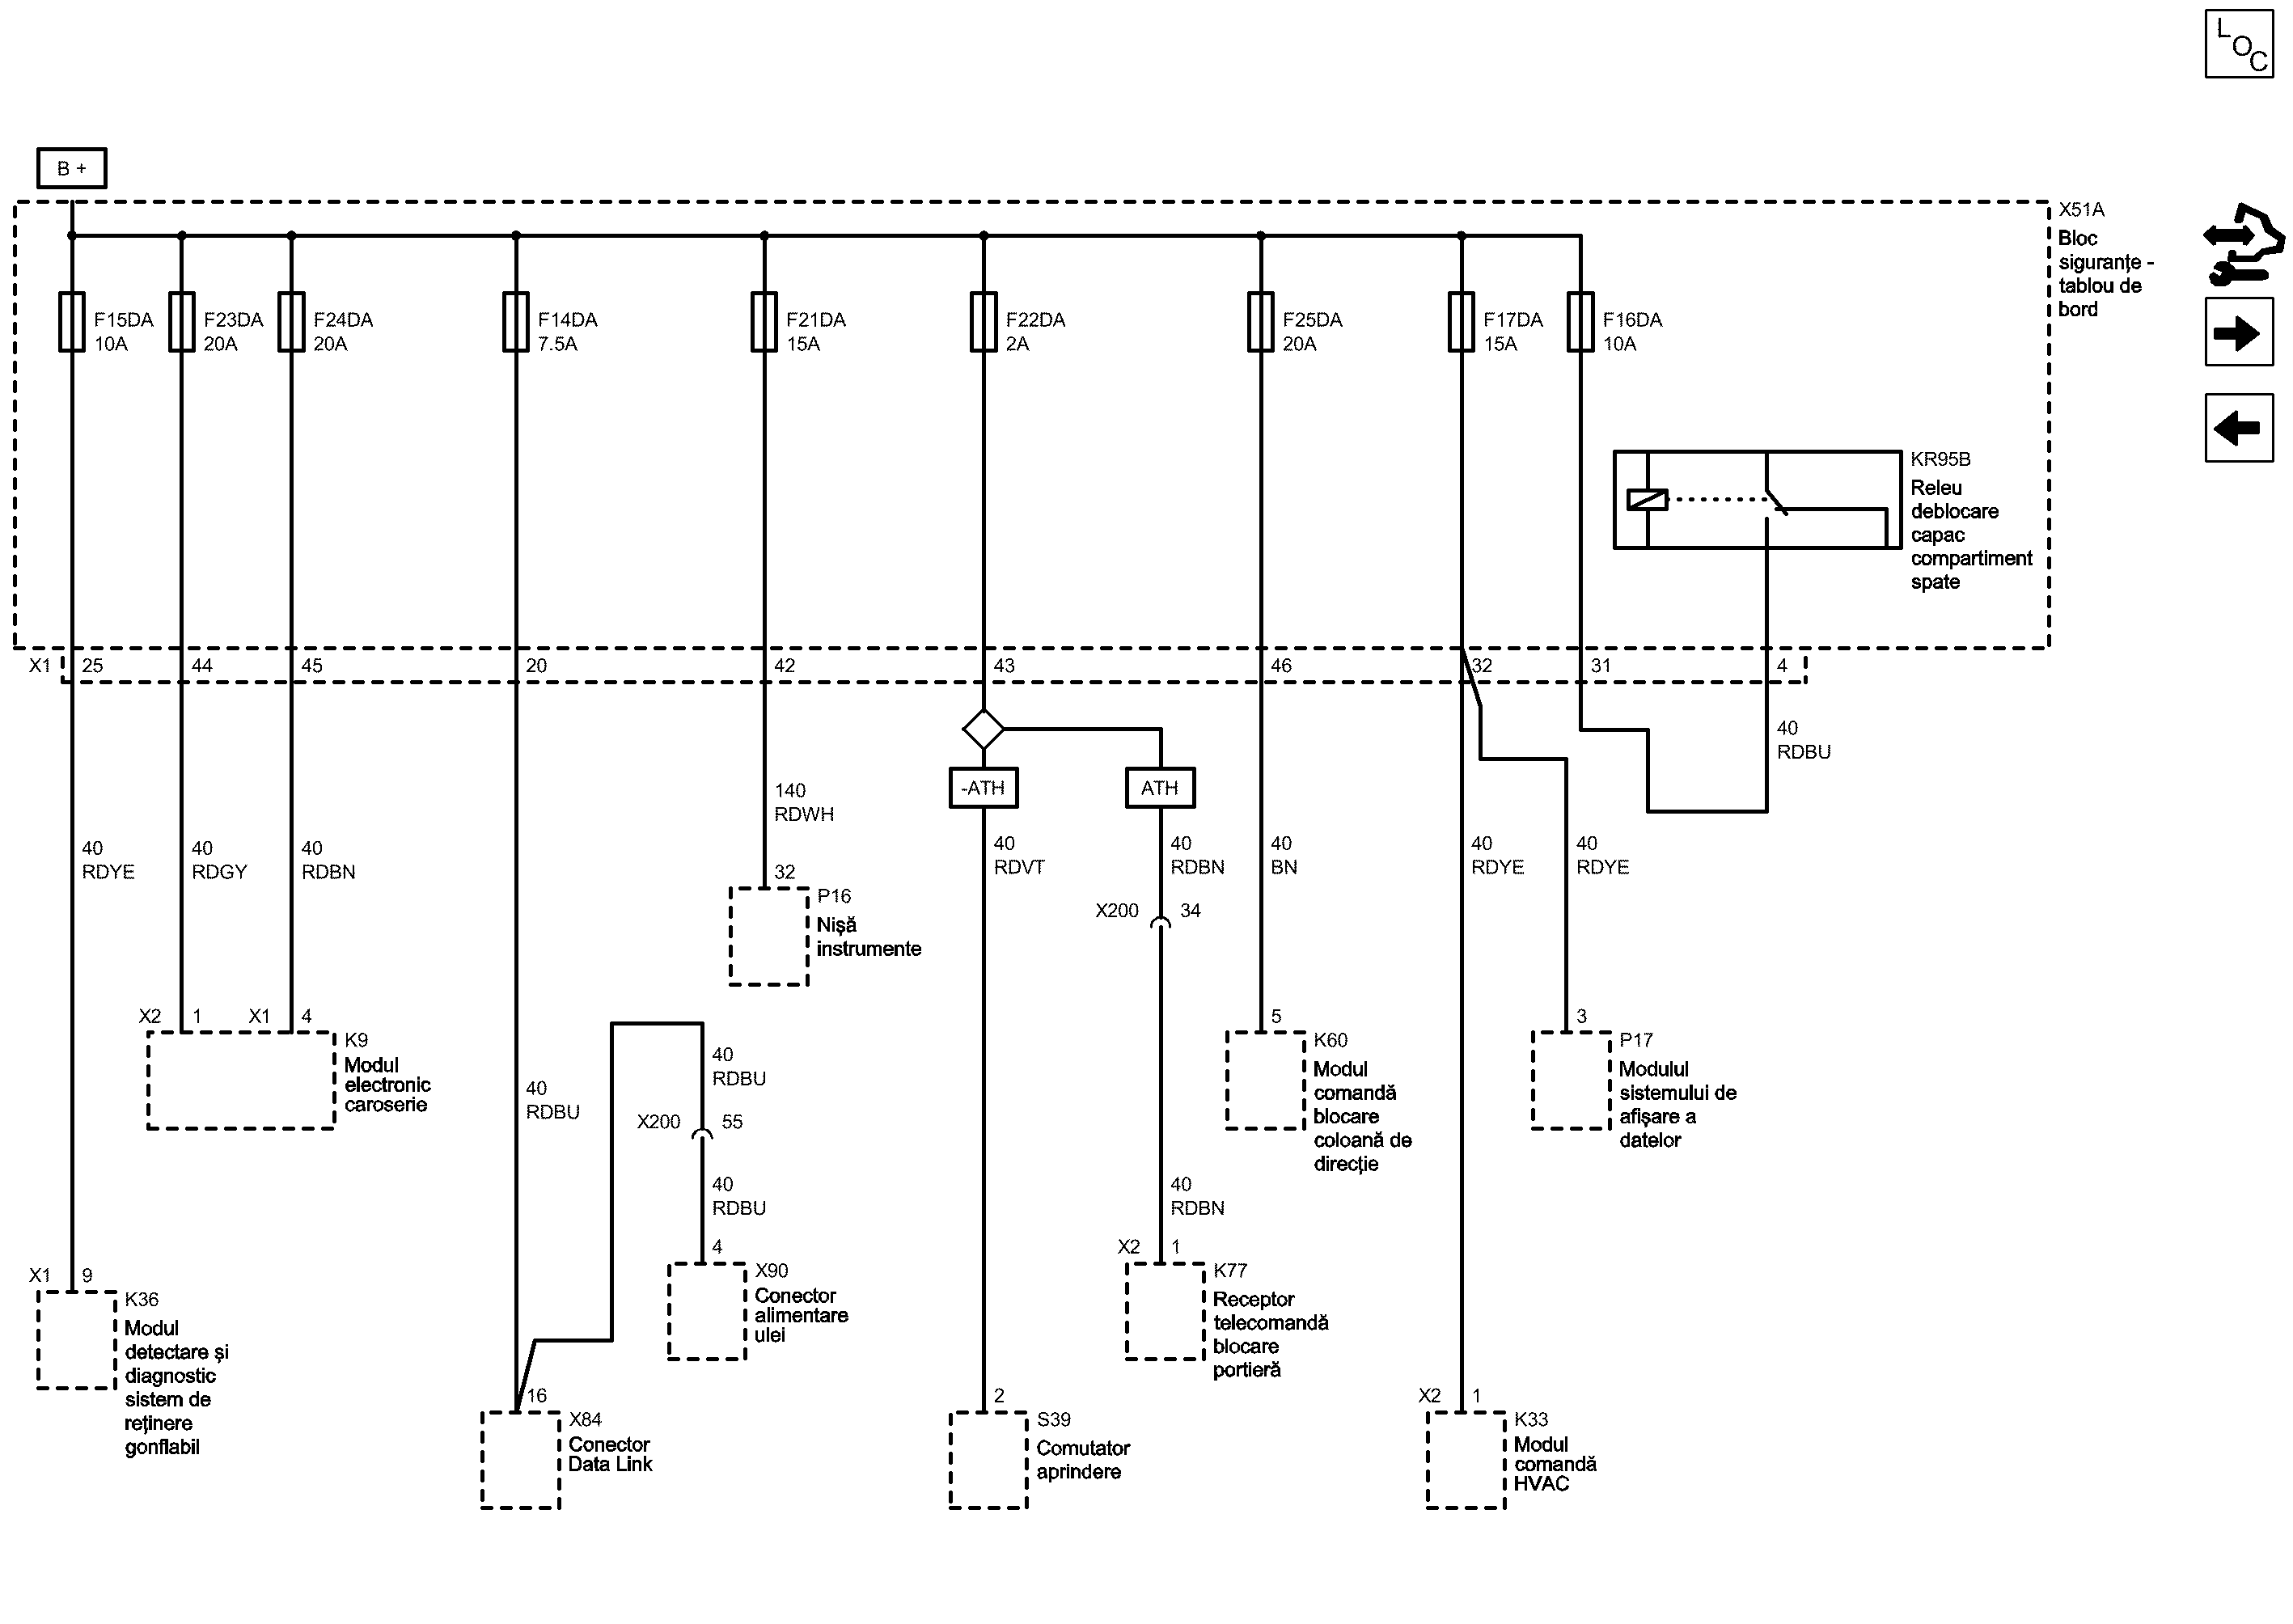 LOC
B +
X51A
Bloc
siguranțe -
tablou de
bord
F15DA
10A
F23DA
20A
F24DA
20A
F14DA
7.5A
F21DA
15A
F22DA
2A
F25DA
20A
F17DA
15A
F16DA
10A
KR95B
Releu
deblocare
capac
compartiment
spate
X1 25 44 45 20 42 43 46 32 31 4
40
RDBU
-ATH
ATH
140
RDWH
40
RDYE
40
RDGY
40
RDBN
40
RDVT
40
RDBN
40
BN
40
RDYE
40
RDYE
32
P16
Nișă
instrumente
X200 34
X2 1 X1 4
K9
Modul
electronic
caroserie
40
RDBU
40
RDBU
X200 55
40
RDBU
5
K60
Modul
comandă
blocare
coloană de
direcție
3
P17
Modulul
sistemului de
afișare a
datelor
40
RDBN
4
X90
Conector
alimentare
ulei
X2 1
K77
Receptor
telecomandă
blocare
portieră
X1 9
K36
Modul
detectare și
diagnostic
sistem de
reținere
gonflabil
16
X84
Conector
Data Link
2
S39
Comutator
aprindere
X2 1
K33
Modul
comandă
HVAC